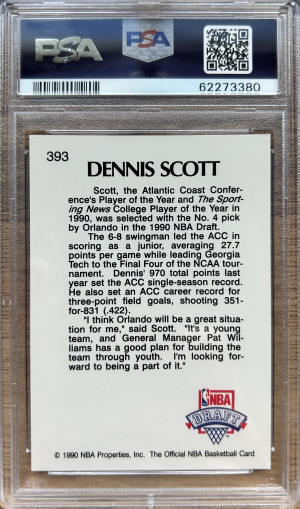 PSA
PSA
62273380
393
DENNIS SCOTT
Scott, the Atlantic Coast Confer-
ence's Player of the Year and The Sport-
ing News College Player of the Year in
1990, was selected with the No. 4 pick
by Orlando in the 1990 NBA Draft.
The 6-8 swingman led the ACC in
scoring as a junior, averaging 27.7
points per game while leading Georgia
Tech to the Final Four of the NCAA tour-
nament. Dennis' 970 total points last
year set the ACC single-season record.
He also set an ACC career record for
three-point field goals, shooting 351-
for-831 (.422).
"I think Orlando will be a great situa-
tion for me," said Scott. "It's a young
team, and General Manager Pat Wil-
liams has a good plan for building the
team through youth. I'm looking for-
ward to being a part of it."
NBA
DRAFT
© 1990 NBA Properties, Inc. The Official NBA Basketball Card